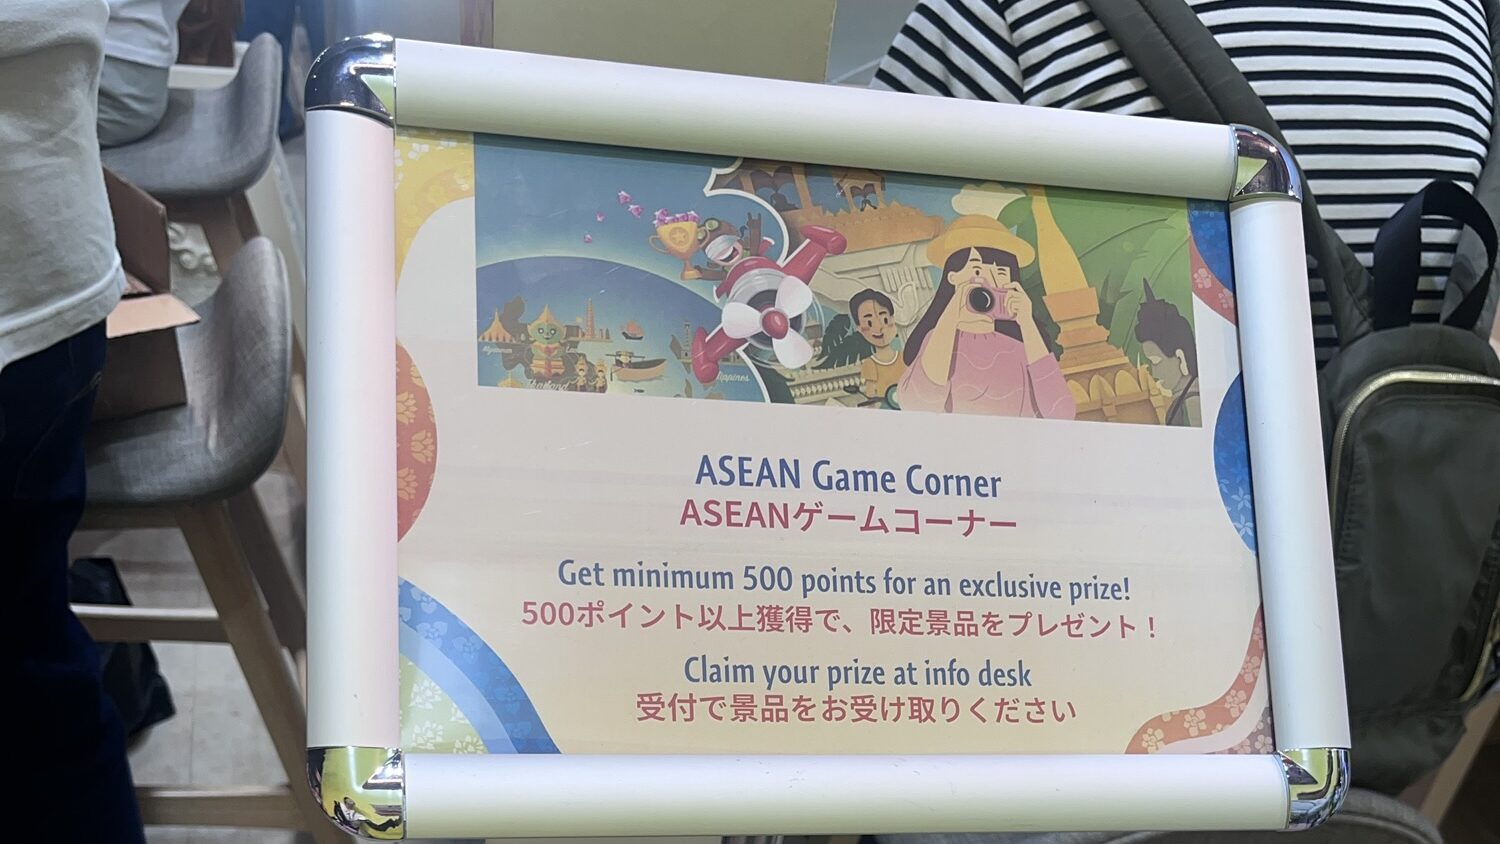 Myanmar
Thailand
ASEAN Game Corner
ASEANゲームコーナー
Get minimum 500 points for an exclusive prize!
500ポイント以上獲得で、限定景品をプレゼント！
Claim your prize at info desk
受付で景品をお受け取りください